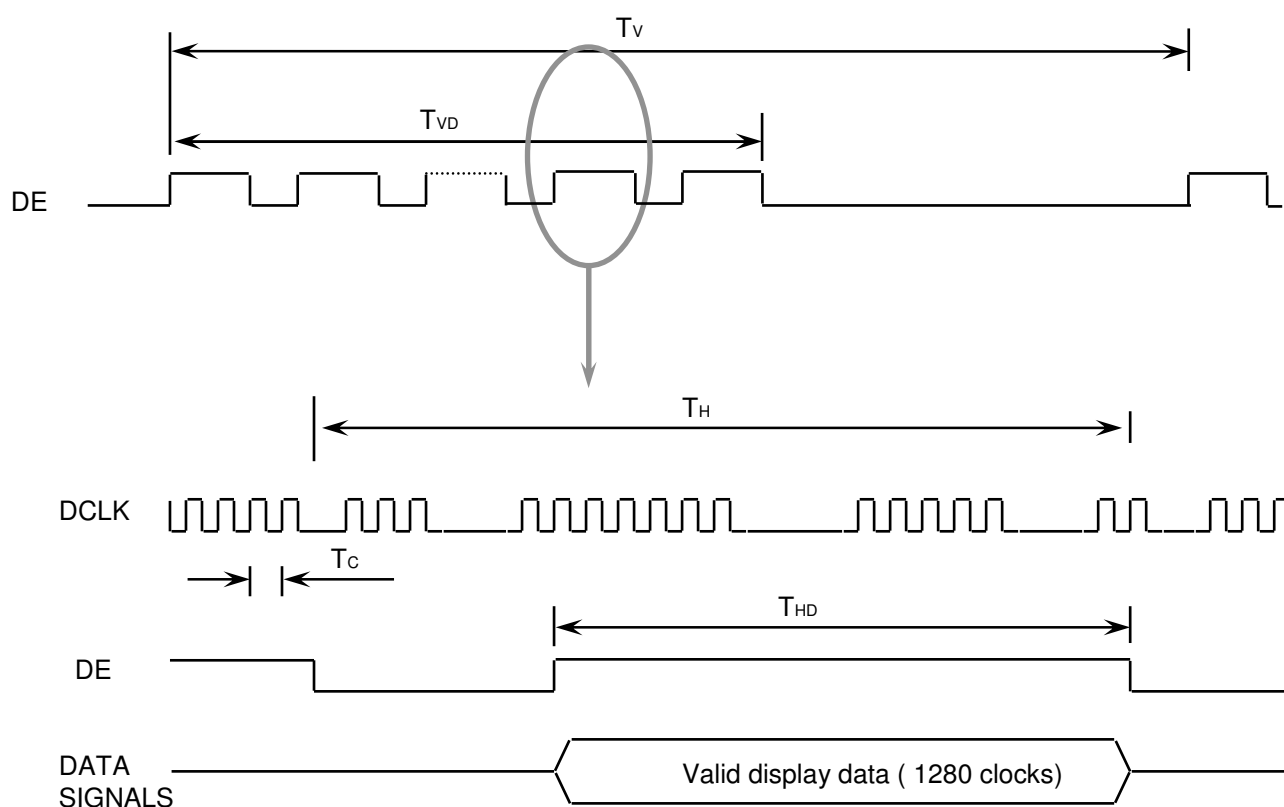 TV
TVD
DE
TH
DCLK
TC
THD
DE
DATA
SIGNALS
Valid display data ( 1280 clocks)